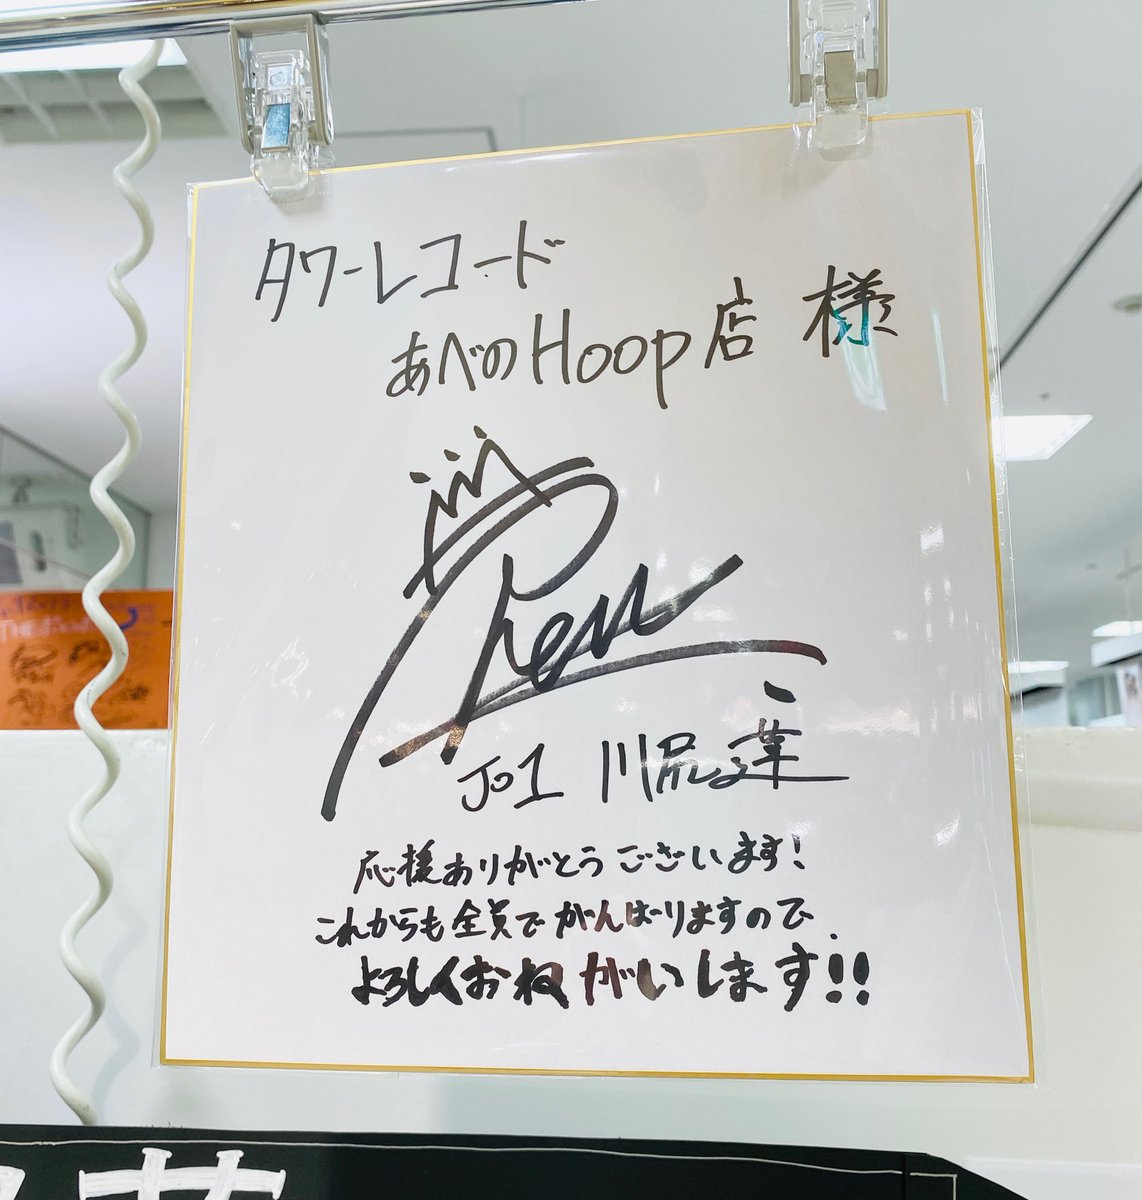 タワーレコード
あべのHoop店 様
Ren
JO1 川尻蓮
応援ありがとうございます!
これからも全員でがんばりますので、
よろしくおねがいします!!